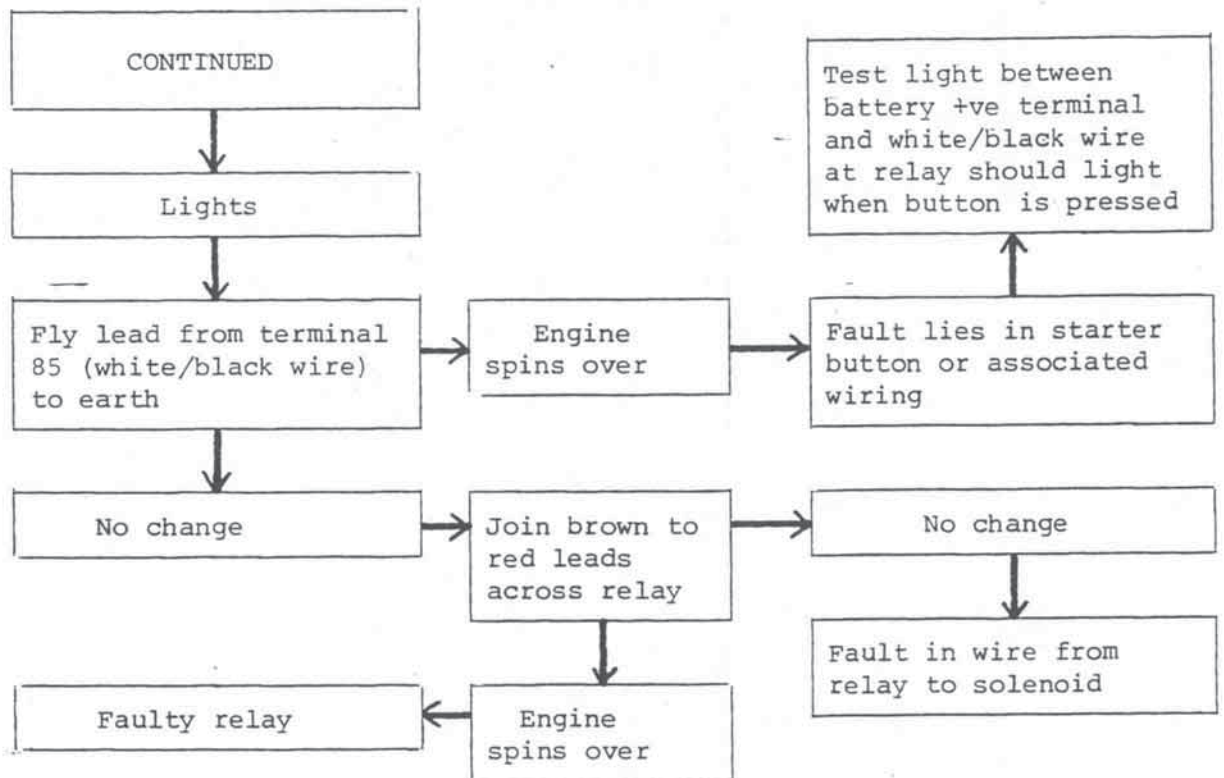 CONTINUED
Lights
Fly lead from terminal
85 (white/black wire)
to earth
Engine
spins over
Fault lies in starter
button or associated
wiring
Test light between
battery +ve terminal
and white/black wire
at relay should light
when button is pressed
No change
Join brown to
red leads
across relay
No change
Fault in wire from
relay to solenoid
Engine
spins over
Faulty relay